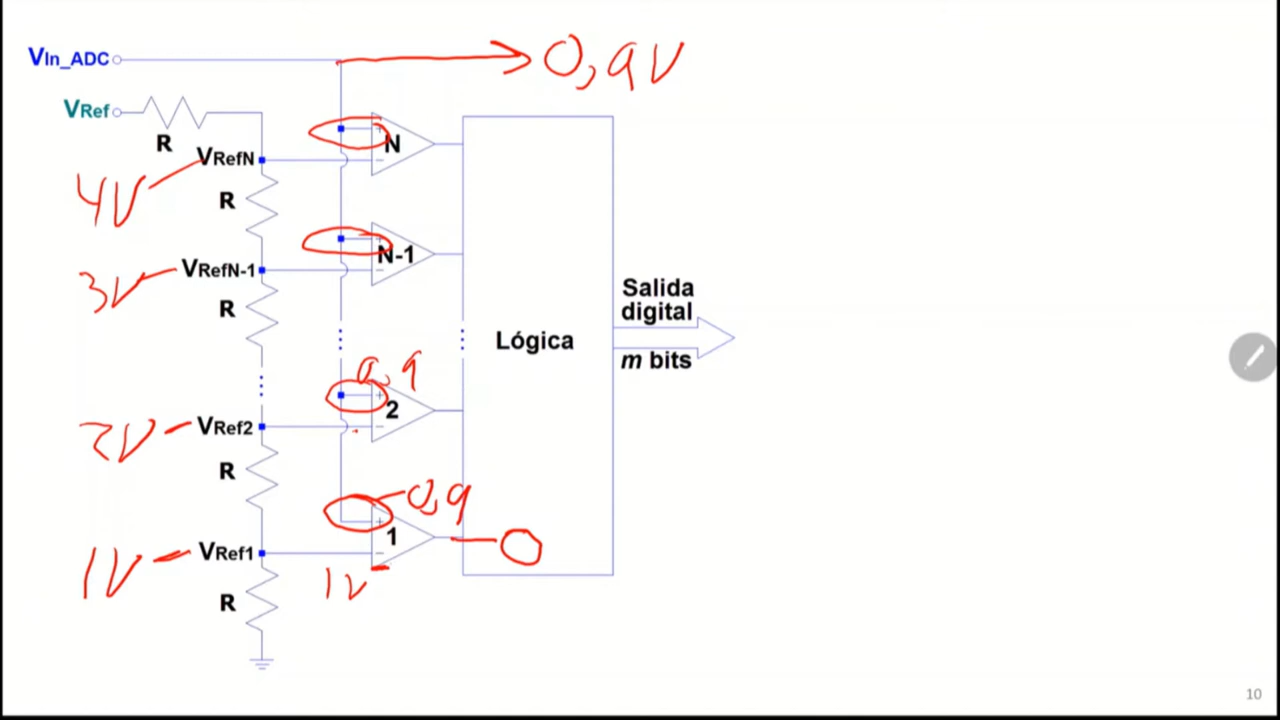 VIn_ADC
0,9V
VRef
R
+
N
-
VRefN
4V
R
+
N-1
-
VRefN-1
3V
R
Salida
digital
Lógica
m bits
0,9
+
2
-
VRef2
2V
R
0,9
+
1
0
-
VRef1
1V
1V
R
10